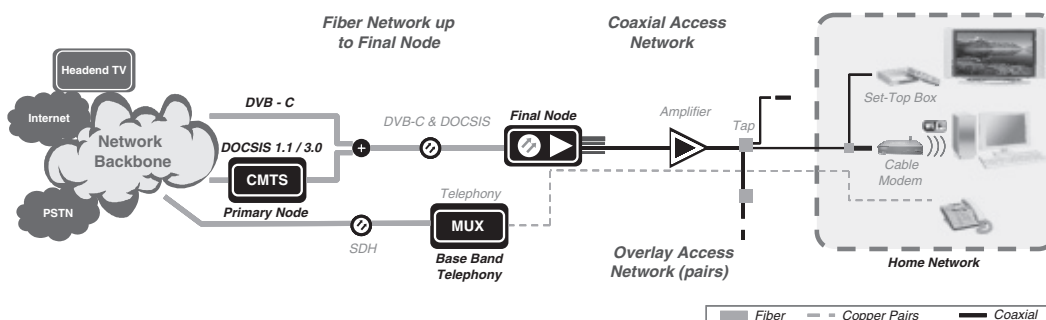 Fiber Network up
to Final Node
Coaxial Access
Network
Headend TV
Internet
Network
Backbone
PSTN
DVB - C
DOCSIS 1.1 / 3.0
CMTS
Primary Node
DVB-C & DOCSIS
Final Node
Amplifier
Tap
Set-Top Box
Cable
Modem
Telephony
SDH
MUX
Base Band
Telephony
Overlay Access
Network (pairs)
Home Network
Fiber
Copper Pairs
Coaxial